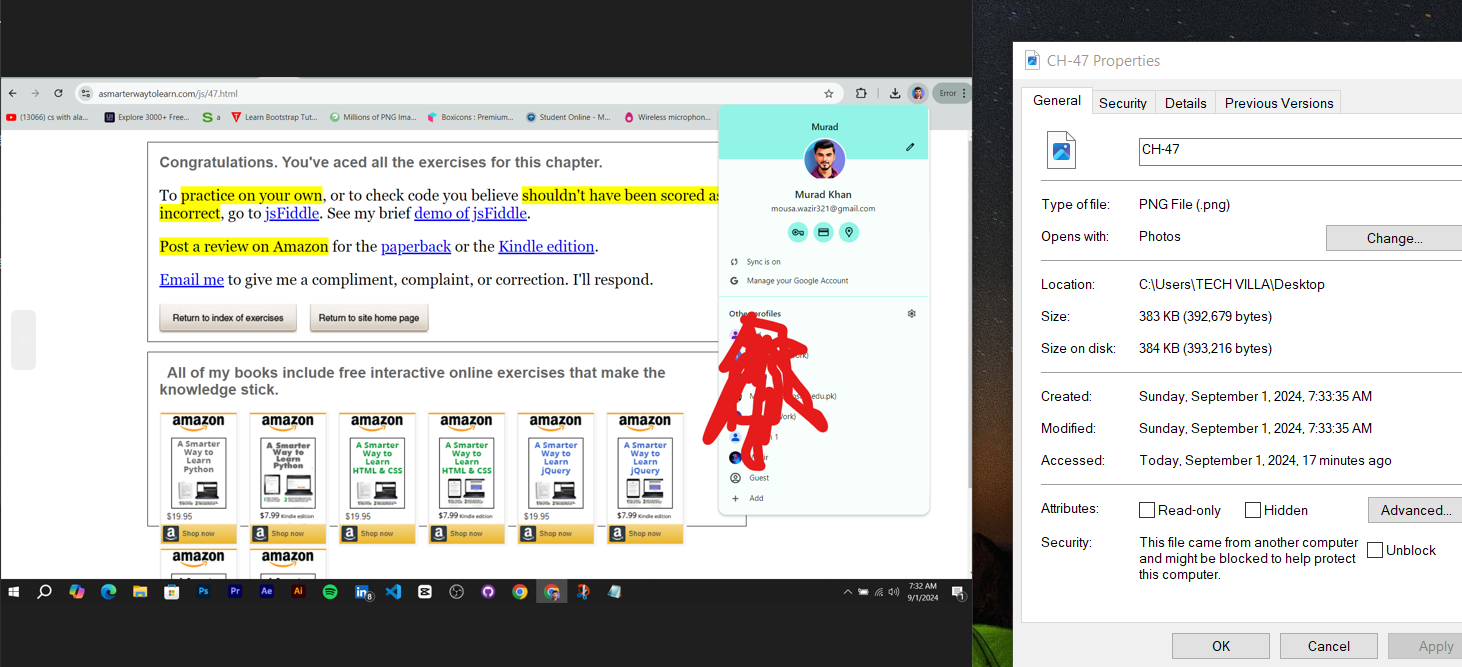 asmarterwaytolearn.com/js/47.html
Error
(13066) cs with ala...
Explore 3000+ Free...
a
Learn Bootstrap Tut...
Millions of PNG Ima...
Boxicons : Premium...
Student Online - M...
Wireless microphon...
Congratulations. You've aced all the exercises for this chapter.
To practice on your own, or to check code you believe shouldn't have been scored as
incorrect, go to jsFiddle. See my brief demo of jsFiddle.
Post a review on Amazon for the paperback or the Kindle edition.
Email me to give me a compliment, complaint, or correction. I'll respond.
Return to index of exercises
Return to site home page
All of my books include free interactive online exercises that make the
knowledge stick.
amazon amazon amazon amazon amazon amazon
A Smarter Way to Learn Python
A Smarter Way to Learn Python
A Smarter Way to Learn HTML & CSS
A Smarter Way to Learn HTML & CSS
A Smarter Way to Learn jQuery
A Smarter Way to Learn jQuery
$19.95 $7.99 Kindle edition $19.95 $7.99 Kindle edition $19.95 $7.99 Kindle edition
Shop now Shop now Shop now Shop now Shop now Shop now
amazon amazon
Murad
Murad Khan
mousa.wazir321@gmail.com
Sync is on
Manage your Google Account
Other profiles
edu.pk)
1
Guest
Add
7:32 AM
9/1/2024
CH-47 Properties
General
Security
Details
Previous Versions
CH-47
Type of file: PNG File (.png)
Opens with: Photos
Change...
Location: C:\Users\TECH VILLA\Desktop
Size: 383 KB (392,679 bytes)
Size on disk: 384 KB (393,216 bytes)
Created: Sunday, September 1, 2024, 7:33:35 AM
Modified: Sunday, September 1, 2024, 7:33:35 AM
Accessed: Today, September 1, 2024, 17 minutes ago
Attributes: Read-only Hidden Advanced...
Security: This file came from another computer
and might be blocked to help protect
this computer.
Unblock
OK
Cancel
Apply